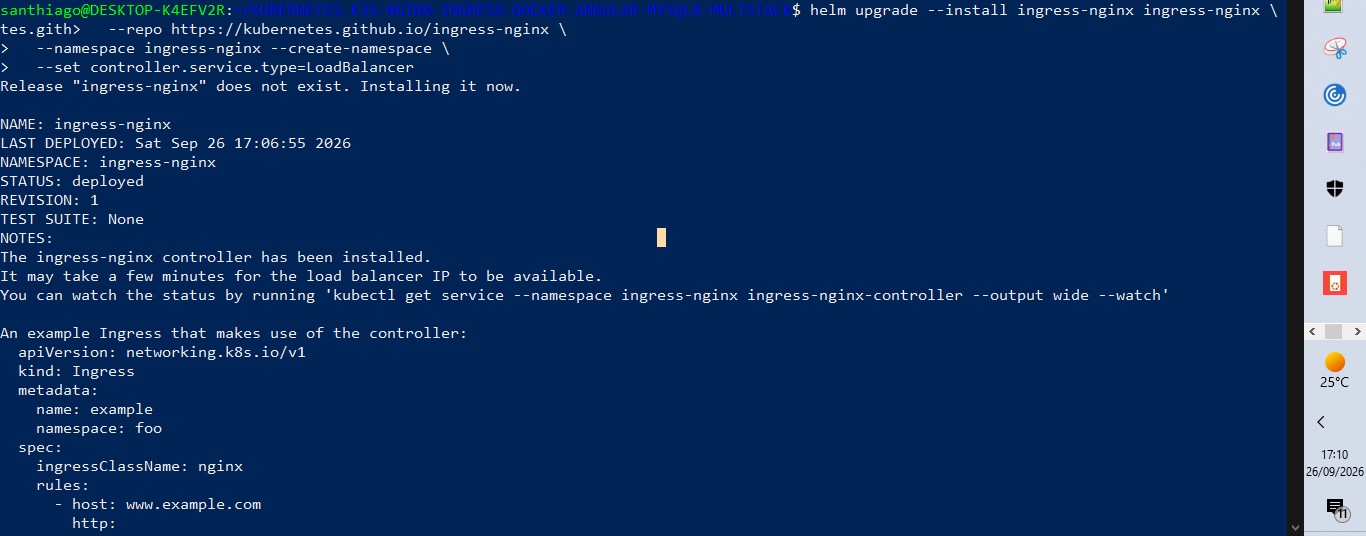 santhiago@DESKTOP-K4EFV2R:~/KUBERNETES-K3S-NGINX-INGRESS-DOCKER-ANGULAR-MYSQL8-MULTSTACK$ helm upgrade --install ingress-nginx ingress-nginx \
tes.gith>   --repo https://kubernetes.github.io/ingress-nginx \
>   --namespace ingress-nginx --create-namespace \
>   --set controller.service.type=LoadBalancer
Release "ingress-nginx" does not exist. Installing it now.
NAME: ingress-nginx
LAST DEPLOYED: Sat Sep 26 17:06:55 2026
NAMESPACE: ingress-nginx
STATUS: deployed
REVISION: 1
TEST SUITE: None
NOTES:
The ingress-nginx controller has been installed.
It may take a few minutes for the load balancer IP to be available.
You can watch the status by running 'kubectl get service --namespace ingress-nginx ingress-nginx-controller --output wide --watch'
An example Ingress that makes use of the controller:
  apiVersion: networking.k8s.io/v1
  kind: Ingress
  metadata:
    name: example
    namespace: foo
  spec:
    ingressClassName: nginx
    rules:
      - host: www.example.com
        http:
25°C
17:10
26/09/2026
11